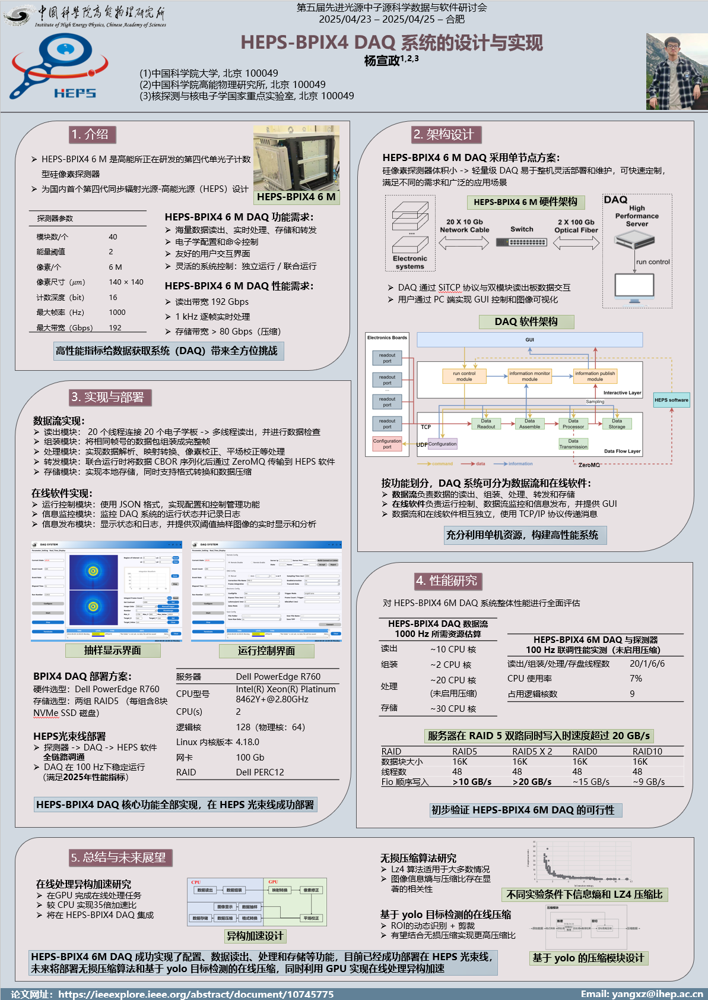 中国科学院高能物理研究所
Institute of High Energy Physics, Chinese Academy of Sciences
第五届先进光源中子源科学数据与软件研讨会
2025/04/23 – 2025/04/25 – 合肥
HEPS
HEPS-BPIX4 DAQ 系统的设计与实现
杨宣政1,2,3
(1)中国科学院大学, 北京 100049
(2)中国科学院高能物理研究所, 北京 100049
(3)核探测与核电子学国家重点实验室, 北京 100049
1. 介绍
➢ HEPS-BPIX4 6 M 是高能所正在研发的第四代单光子计数
型硅像素探测器
➢ 为国内首个第四代同步辐射光源-高能光源（HEPS）设计
HEPS-BPIX4 6 M
探测器参数
模块数/个 40
能量阈值 2
像素/个 6 M
像素尺寸（μm） 140 × 140
计数深度（bit） 16
最大帧率（Hz） 1000
最大带宽（Gbps） 192
HEPS-BPIX4 6 M DAQ 功能需求：
➢ 海量数据读出、实时处理、存储和转发
➢ 电子学配置和命令控制
➢ 友好的用户交互界面
➢ 灵活的系统控制：独立运行 / 联合运行
HEPS-BPIX4 6 M DAQ 性能需求：
➢ 读出带宽 192 Gbps
➢ 1 kHz 逐帧实时处理
➢ 存储带宽 > 80 Gbps（压缩）
高性能指标给数据获取系统（DAQ）带来全方位挑战
2. 架构设计
HEPS-BPIX4 6 M DAQ 采用单节点方案：
硅像素探测器体积小 -> 轻量级 DAQ 易于整机灵活部署和维护，可快速定制，
满足不同的需求和广泛的应用场景
HEPS-BPIX4 6 M 硬件架构
Electronic
systems
20 X 10 Gb
Network Cable
Switch
2 X 100 Gb
Optical Fiber
DAQ
High
Performance
Server
run control
➢ DAQ 通过 SiTCP 协议与双模块读出板数据交互
➢ 用户通过 PC 端实现 GUI 控制和图像可视化
DAQ 软件架构
Electronics Boards
readout
port
readout
port
...
readout
port
readout
port
Configuration
port
GUI
run control
module
information monitor
module
information publish
module
Interactive Layer
Sampling
HEPS software
TCP
Data
Readout
Data
Assemble
Data
Processor
Data
Storage
UDP
Configuration
Data
Transmission
Data Flow Layer
command
data
information
ZeroMQ
按功能划分，DAQ 系统可分为数据流和在线软件：
➢ 数据流负责数据的读出、组装、处理、转发和存储
➢ 在线软件负责运行控制、数据流监控和信息发布，并提供 GUI
➢ 数据流和在线软件相互独立，使用 TCP/IP 协议传递消息
充分利用单机资源，构建高性能系统
3. 实现与部署
数据流实现：
➢ 读出模块： 20 个线程连接 20 个电子学板 -> 多线程读出，并进行数据检查
➢ 组装模块：将相同帧号的数据包组装成完整帧
➢ 处理模块：实现数据解析、映射转换、像素校正、平场校正等处理
➢ 转发模块：联合运行时将数据 CBOR 序列化后通过 ZeroMQ 传输到 HEPS 软件
➢ 存储模块：实现本地存储，同时支持格式转换和数据压缩
在线软件实现：
➢ 运行控制模块：使用 JSON 格式，实现配置和控制管理功能
➢ 信息监控模块：监控 DAQ 系统的运行状态并记录日志
➢ 信息发布模块：显示状态和日志，并提供双阈值抽样图像的实时显示和分析
DAQ SYSTEM
DAQ SYSTEM
抽样显示界面
运行控制界面
BPIX4 DAQ 部署方案：
硬件选型：Dell PowerEdge R760
存储选型：两组 RAID5 （每组含8块
NVMe SSD 磁盘）
HEPS光束线部署
➢ 探测器 -> DAQ -> HEPS 软件
全链路调通
➢ DAQ 在 100 Hz下稳定运行
（满足2025年性能指标）
服务器 Dell PowerEdge R760
CPU型号 Intel(R) Xeon(R) Platinum
8462Y+@2.80GHz
CPU(s) 2
逻辑核 128（物理核：64）
Linux 内核版本 4.18.0
网卡 100 Gb
RAID Dell PERC12
HEPS-BPIX4 DAQ 核心功能全部实现，在 HEPS 光束线成功部署
4. 性能研究
对 HEPS-BPIX4 6M DAQ 系统整体性能进行全面评估
HEPS-BPIX4 DAQ 数据流
1000 Hz 所需资源估算
读出 ~10 CPU 核
组装 ~2 CPU 核
处理 ~20 CPU 核
(未启用压缩)
存储 ~30 CPU 核
HEPS-BPIX4 6M DAQ 与探测器
100 Hz 联调性能实测（未启用压缩）
读出/组装/处理/存盘线程数 20/1/6/6
CPU 使用率 7%
占用逻辑核数 9
服务器在 RAID 5 双路同时写入时速度超过 20 GB/s
RAID RAID5 RAID5 X 2 RAID0 RAID10
数据块大小 16K 16K 16K 16K
线程数 48 48 48 48
Fio 顺序写入 >10 GB/s >20 GB/s ~15 GB/s ~9 GB/s
初步验证 HEPS-BPIX4 6M DAQ 的可行性
5. 总结与未来展望
在线处理异构加速研究
➢ 在GPU 完成在线处理任务
➢ 较 CPU 实现35倍加速比
➢ 将在 HEPS-BPIX4 DAQ 集成
CPU
GPU
数据读出 数据组装 映射转换 像素修正
图像显示 数据抽样
数据存储 数据压缩 格式转换 平场校正
异构加速设计
无损压缩算法研究
➢ Lz4 算法适用于大多数情况
➢ 图像信息熵与压缩比存在显
著的相关性
不同实验条件下信息熵和 LZ4 压缩比
基于 yolo 目标检测的在线压缩
➢ ROI的动态识别 + 剪裁
➢ 有望结合无损压缩实现更高压缩比
压缩模块
基于 yolo 的压缩模块设计
HEPS-BPIX4 6M DAQ 成功实现了配置、数据读出、处理和存储等功能，目前已经成功部署在 HEPS 光束线，
未来将部署无损压缩算法和基于 yolo 目标检测的在线压缩，同时利用 GPU 实现在线处理异构加速
论文网址：https://ieeexplore.ieee.org/abstract/document/10745775
Email: yangxz@ihep.ac.cn